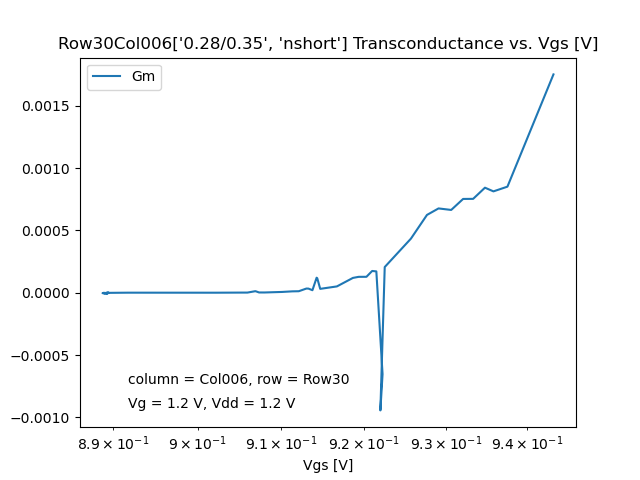 Row30Col006['0.28/0.35', 'nshort'] Transconductance vs. Vgs [V]
Gm
0.0015
0.0010
0.0005
0.0000
−0.0005
−0.0010
column = Col006, row = Row30
Vg = 1.2 V, Vdd = 1.2 V
8.9 × 10⁻¹ 9 × 10⁻¹ 9.1 × 10⁻¹ 9.2 × 10⁻¹ 9.3 × 10⁻¹ 9.4 × 10⁻¹
Vgs [V]